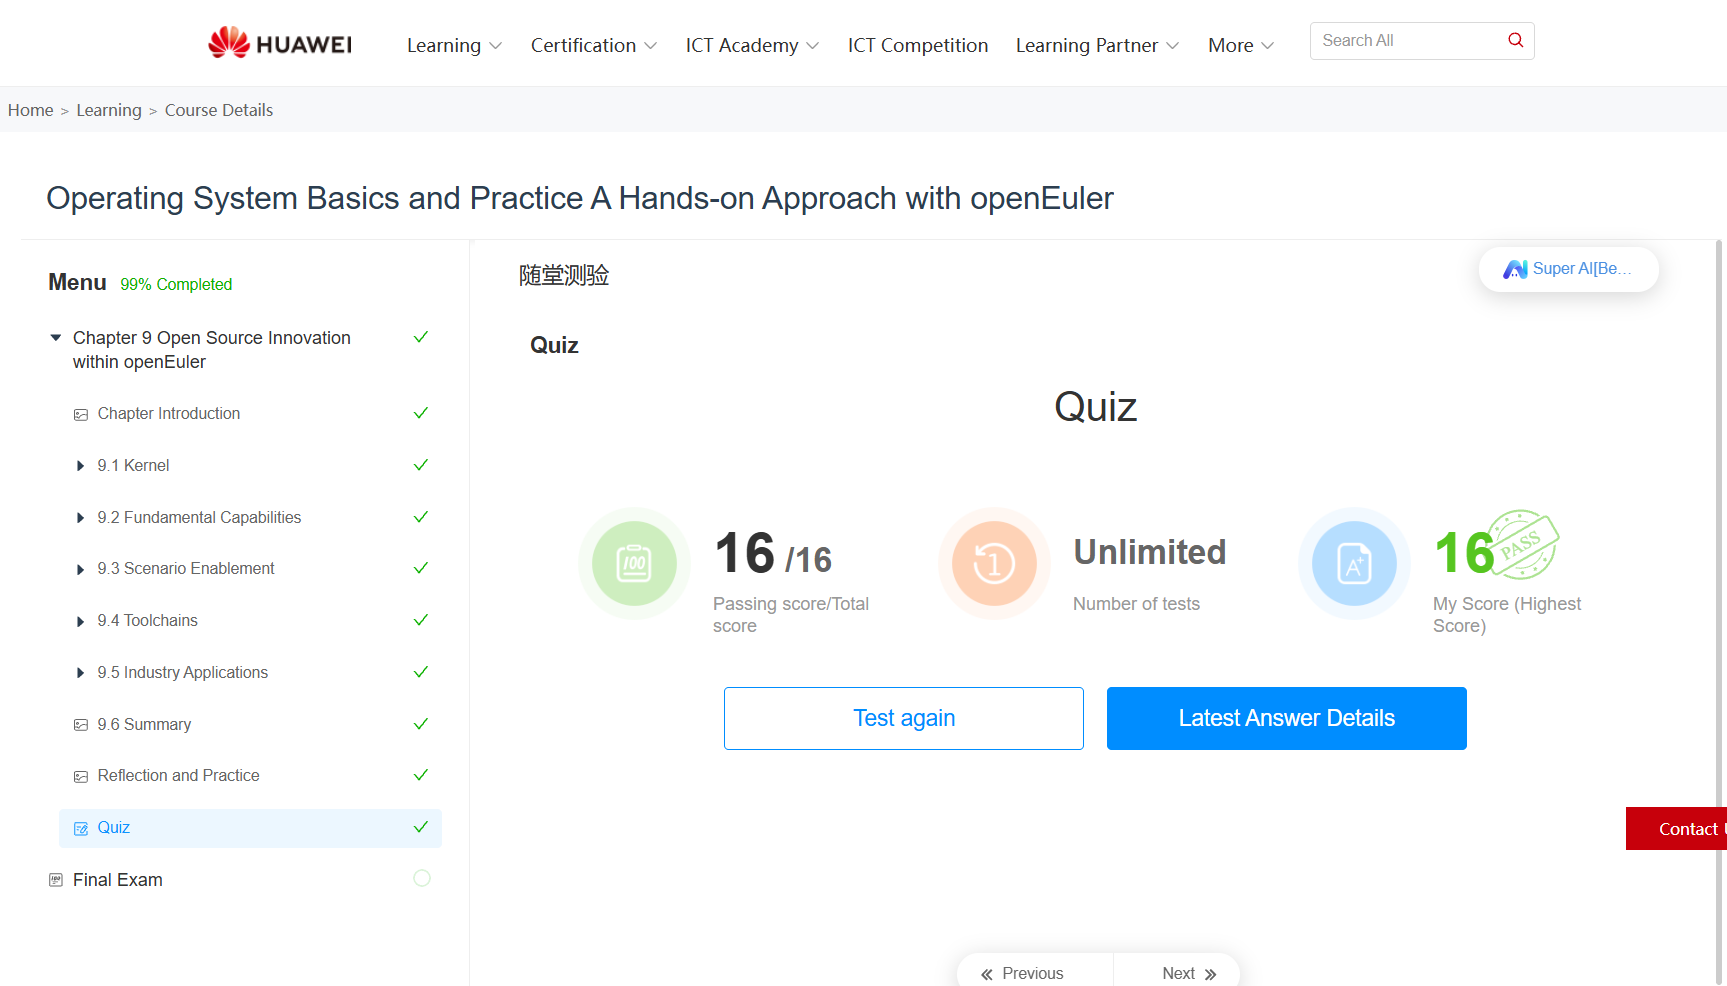 HUAWEI
Learning
Certification
ICT Academy
ICT Competition
Learning Partner
More
Search All
Home > Learning > Course Details
Operating System Basics and Practice A Hands-on Approach with openEuler
Menu 99% Completed
Chapter 9 Open Source Innovation
within openEuler
Chapter Introduction
9.1 Kernel
9.2 Fundamental Capabilities
9.3 Scenario Enablement
9.4 Toolchains
9.5 Industry Applications
9.6 Summary
Reflection and Practice
Quiz
Final Exam
随堂测验
Super AI[Be...
Quiz
Quiz
100
16 /16
Passing score/Total
score
1
Unlimited
Number of tests
A+
16
PASS
My Score (Highest
Score)
Test again
Latest Answer Details
Contact
Previous
Next